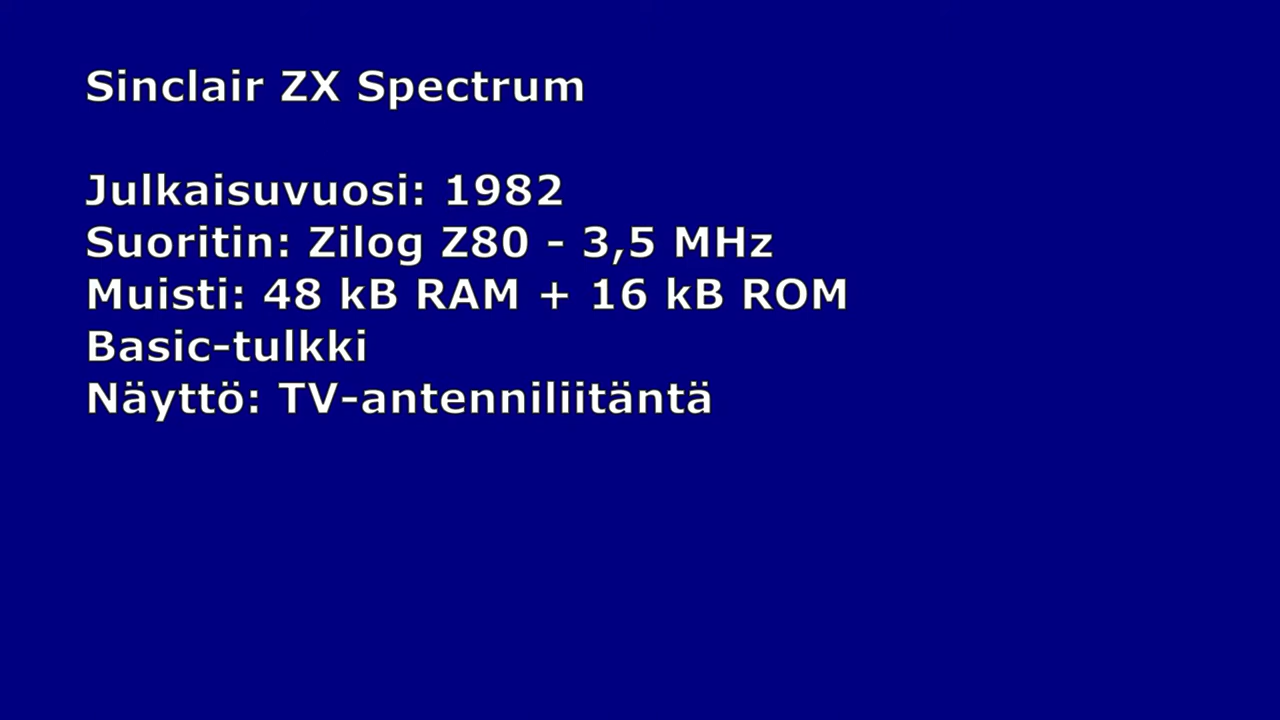 Sinclair ZX Spectrum
Julkaisuvuosi: 1982
Suoritin: Zilog Z80 - 3,5 MHz
Muisti: 48 kB RAM + 16 kB ROM
Basic-tulkki
Näyttö: TV-antenniliitäntä